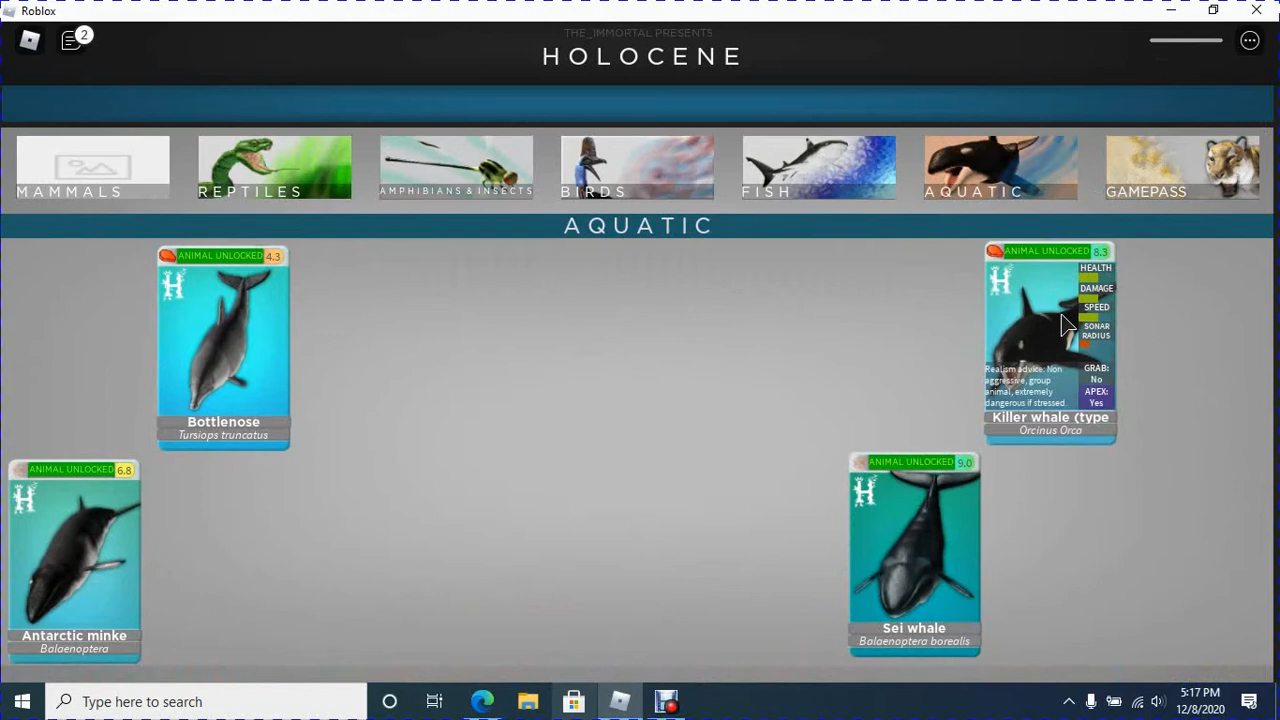 Roblox
2
THE_IMMORTAL PRESENTS
HOLOCENE
MAMMALS
REPTILES
AMPHIBIANS & INSECTS
BIRDS
FISH
AQUATIC
GAMEPASS
AQUATIC
ANIMAL UNLOCKED 4.3
H
Bottlenose
Tursiops truncatus
ANIMAL UNLOCKED 8.3
H
HEALTH
DAMAGE
SPEED
SONAR
RADIUS
Realism advice: Non
aggressive, group
animal, extremely
dangerous if stressed.
GRAB:
No
APEX:
Yes
Killer whale (type
Orcinus Orca
ANIMAL UNLOCKED 6.8
H
Antarctic minke
Balaenoptera
ANIMAL UNLOCKED 9.0
H
Sei whale
Balaenoptera borealis
Type here to search
5:17 PM
12/8/2020